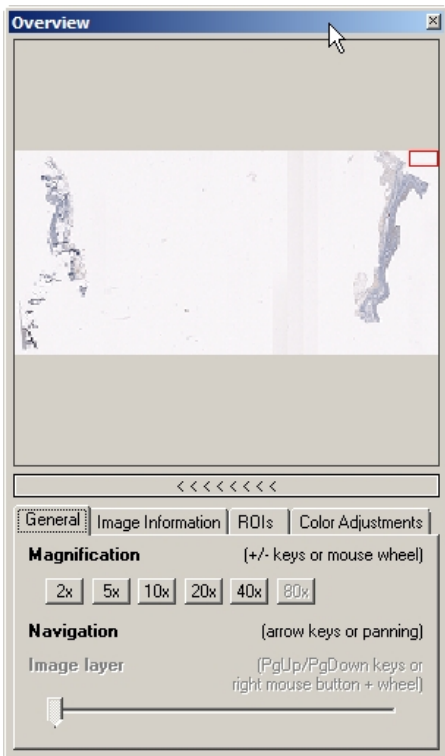 Overview
< < < < < < < <
General Image Information ROIs Color Adjustments
Magnification (+/- keys or mouse wheel)
2x 5x 10x 20x 40x 80x
Navigation (arrow keys or panning)
Image layer (PgUp/PgDown keys or
right mouse button + wheel)